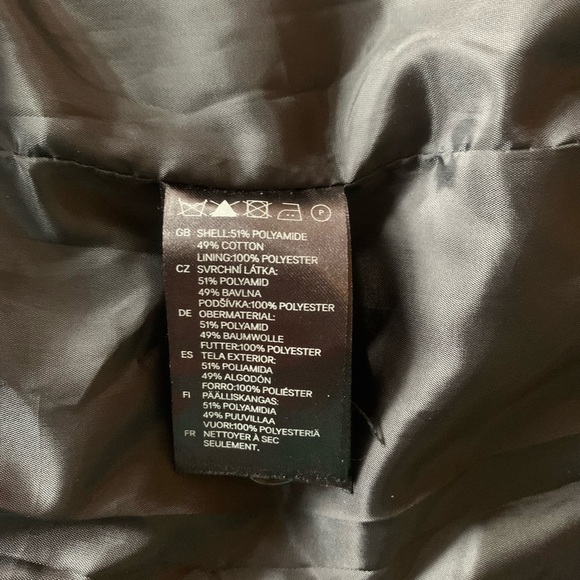 P
GB SHELL:51% POLYAMIDE
49% COTTON
LINING:100% POLYESTER
CZ SVRCHNÍ LÁTKA:
51% POLYAMID
49% BAVLNA
PODŠÍVKA:100% POLYESTER
DE OBERMATERIAL:
51% POLYAMID
49% BAUMWOLLE
FUTTER:100% POLYESTER
ES TELA EXTERIOR:
51% POLIAMIDA
49% ALGODÓN
FORRO:100% POLIÉSTER
FI PÄÄLLISKANGAS:
51% POLYAMIDIA
49% PUUVILLAA
VUORI:100% POLYESTERIÄ
FR NETTOYER À SEC
SEULEMENT.